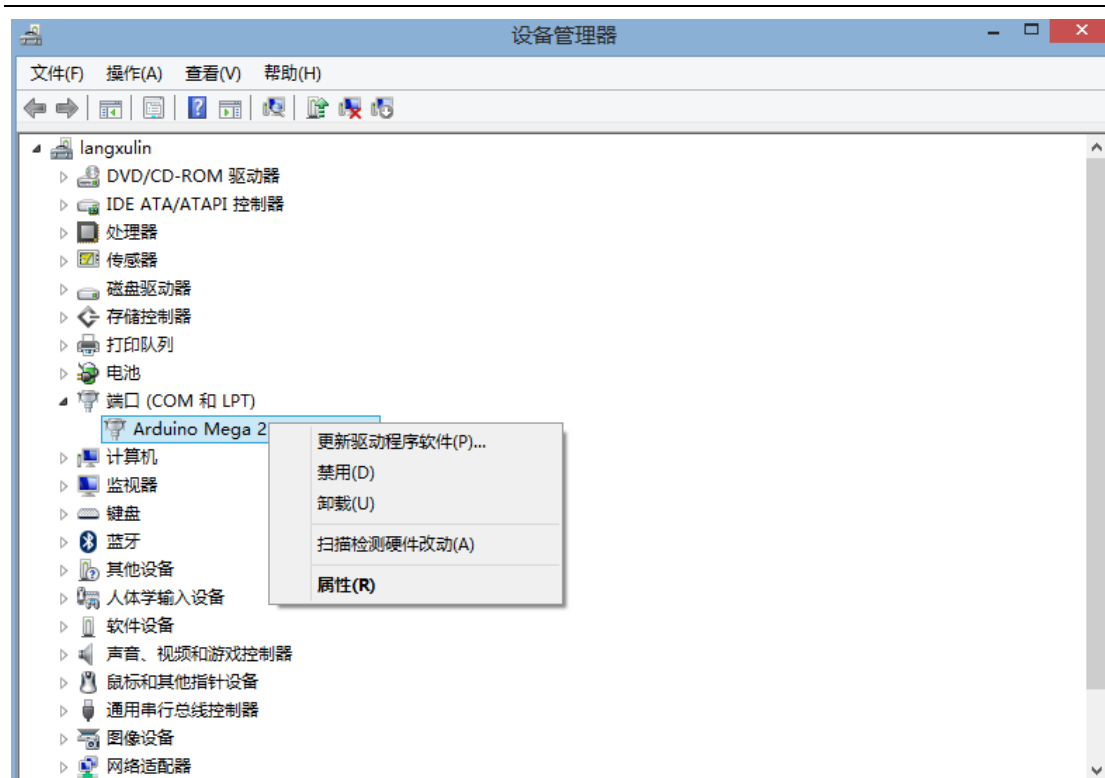 设备管理器
文件(F) 操作(A) 查看(V) 帮助(H)
langxulin
DVD/CD-ROM 驱动器
IDE ATA/ATAPI 控制器
处理器
传感器
磁盘驱动器
存储控制器
打印队列
电池
端口 (COM 和 LPT)
Arduino Mega 2
更新驱动程序软件(P)...
禁用(D)
卸载(U)
扫描检测硬件改动(A)
属性(R)
计算机
监视器
键盘
蓝牙
其他设备
人体学输入设备
软件设备
声音、视频和游戏控制器
鼠标和其他指针设备
通用串行总线控制器
图像设备
网络适配器